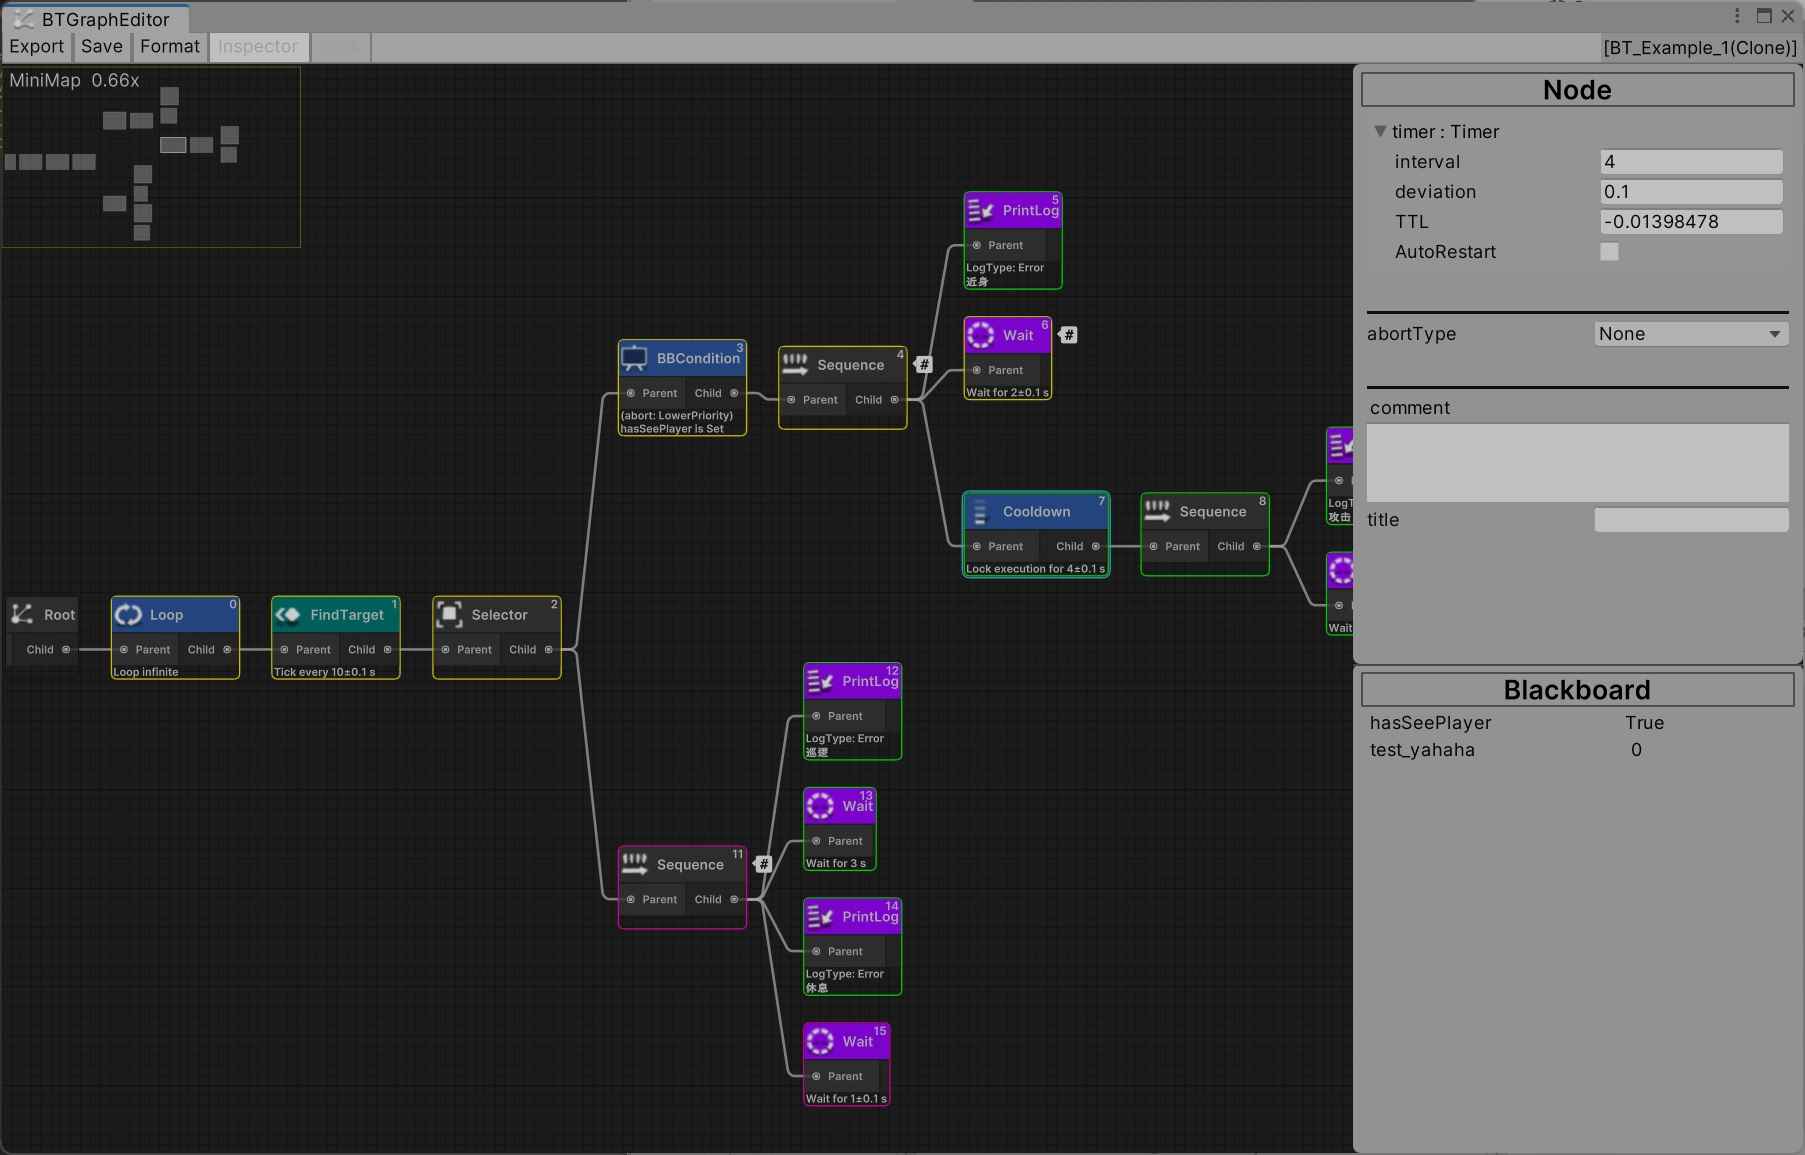 BTGraphEditor
Export Save Format Inspector
[BT_Example_1(Clone)]
MiniMap 0.66x
Root
Child
Loop 0
Parent Child
Loop infinite
FindTarget 1
Parent Child
Tick every 10±0.1 s
Selector 2
Parent Child
BBCondition 3
Parent Child
(abort: LowerPriority)
hasSeePlayer is Set
Sequence 4
Parent Child
#
PrintLog 5
Parent
LogType: Error
近身
Wait 6
#
Parent
Wait for 2±0.1 s
Cooldown 7
Parent Child
Lock execution for 4±0.1 s
Sequence 8
Parent Child
LogT
攻击
Wait
Sequence 11
#
Parent Child
PrintLog 12
Parent
LogType: Error
巡逻
Wait 13
Parent
Wait for 3 s
PrintLog 14
Parent
LogType: Error
休息
Wait 15
Parent
Wait for 1±0.1 s
Node
timer : Timer
interval 4
deviation 0.1
TTL -0.01398478
AutoRestart
abortType None
comment
title
Blackboard
hasSeePlayer True
test_yahaha 0